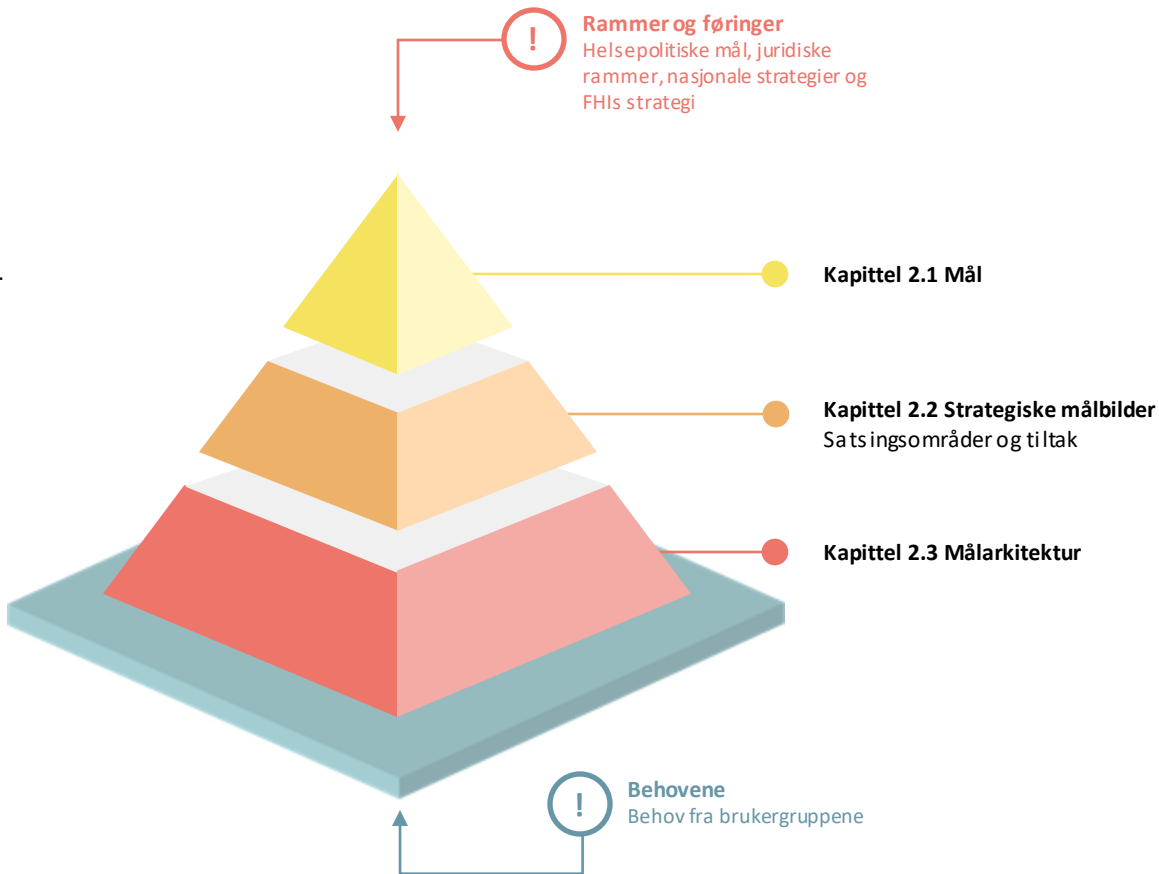 !
Rammer og føringer
Helsepolitiske mål, juridiske
rammer, nasjonale strategier og
FHIs strategi
Kapittel 2.1 Mål
Kapittel 2.2 Strategiske målbilder
Satsingsområder og tiltak
Kapittel 2.3 Målarkitektur
!
Behovene
Behov fra brukergruppene